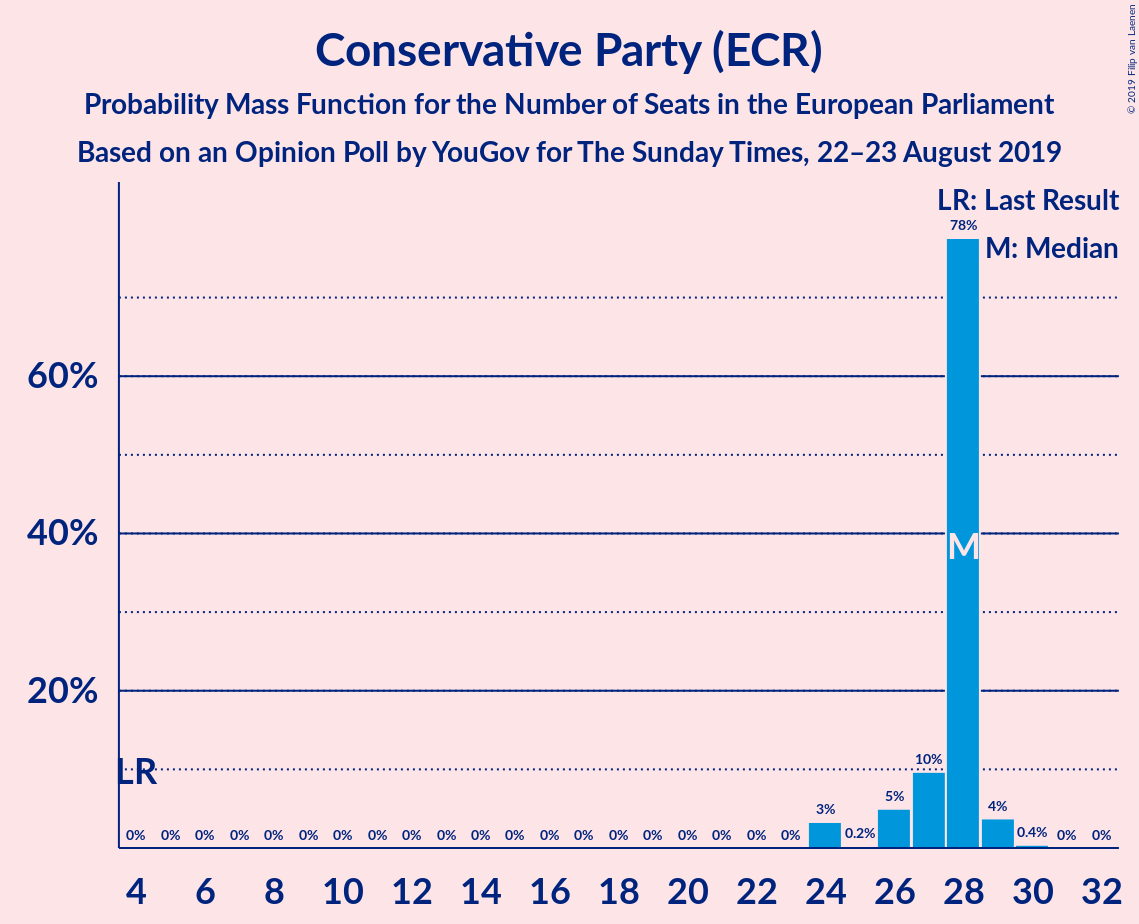 © 2019 Filip van Laenen
Conservative Party (ECR)
Probability Mass Function for the Number of Seats in the European Parliament
Based on an Opinion Poll by YouGov for The Sunday Times, 22–23 August 2019
LR: Last Result
78%
M: Median
60%
40%
M
20%
LR
0% 0% 0% 0% 0% 0% 0% 0% 0% 0% 0% 0% 0% 0% 0% 0% 0% 0% 0% 0% 3% 0.2% 5% 10% 4% 0.4% 0% 0%
4 6 8 10 12 14 16 18 20 22 24 26 28 30 32